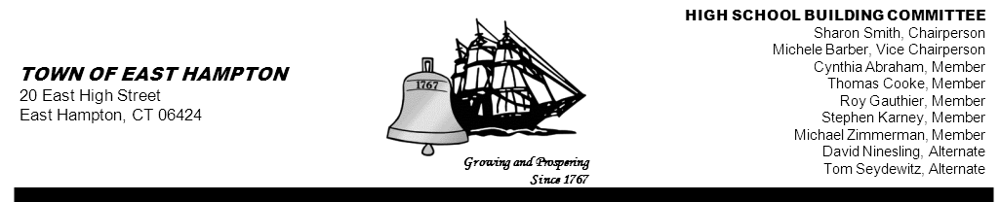 TOWN OF EAST HAMPTON
20 East High Street
East Hampton, CT 06424
1767
Growing and Prospering
Since 1767
HIGH SCHOOL BUILDING COMMITTEE
Sharon Smith, Chairperson
Michele Barber, Vice Chairperson
Cynthia Abraham, Member
Thomas Cooke, Member
Roy Gauthier, Member
Stephen Karney, Member
Michael Zimmerman, Member
David Ninesling, Alternate
Tom Seydewitz, Alternate